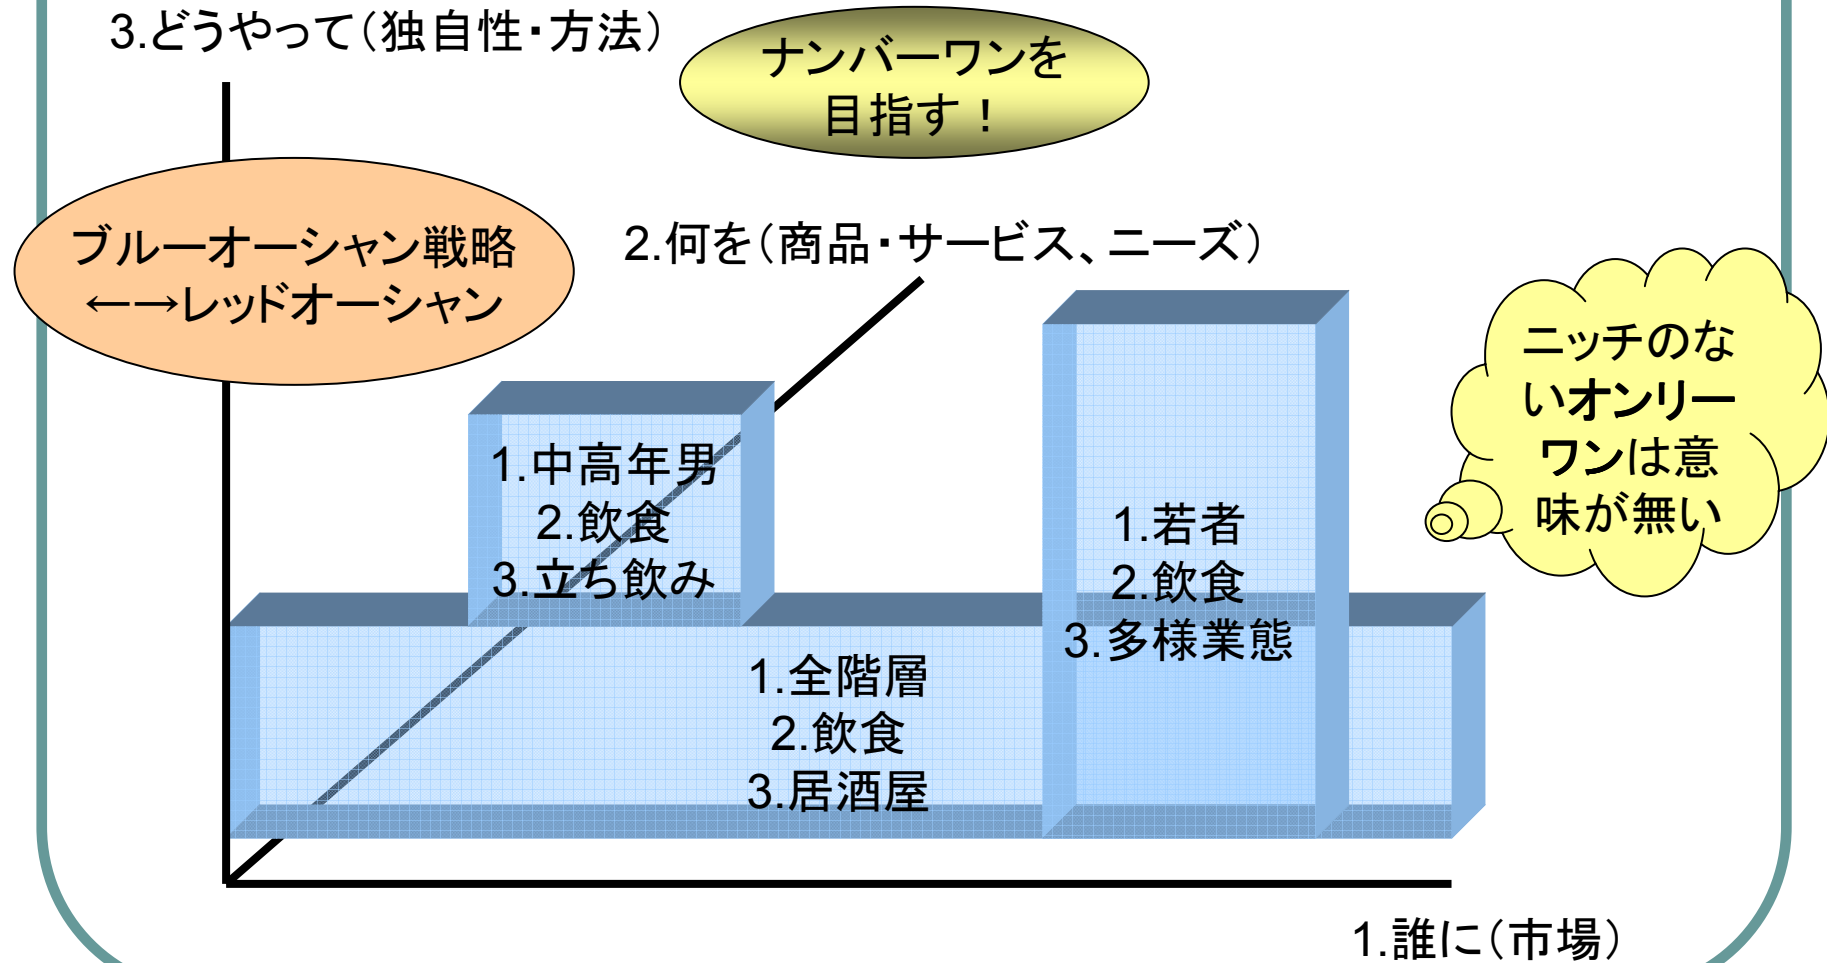 3.どうやって（独自性・方法）
ナンバーワンを
目指す！
ブルーオーシャン戦略
←→レッドオーシャン
2.何を（商品・サービス、ニーズ）
ニッチのな
いオンリー
ワンは意
味が無い
1.中高年男
2.飲食
3.立ち飲み
1.若者
2.飲食
3.多様業態
1.全階層
2.飲食
3.居酒屋
1.誰に（市場）